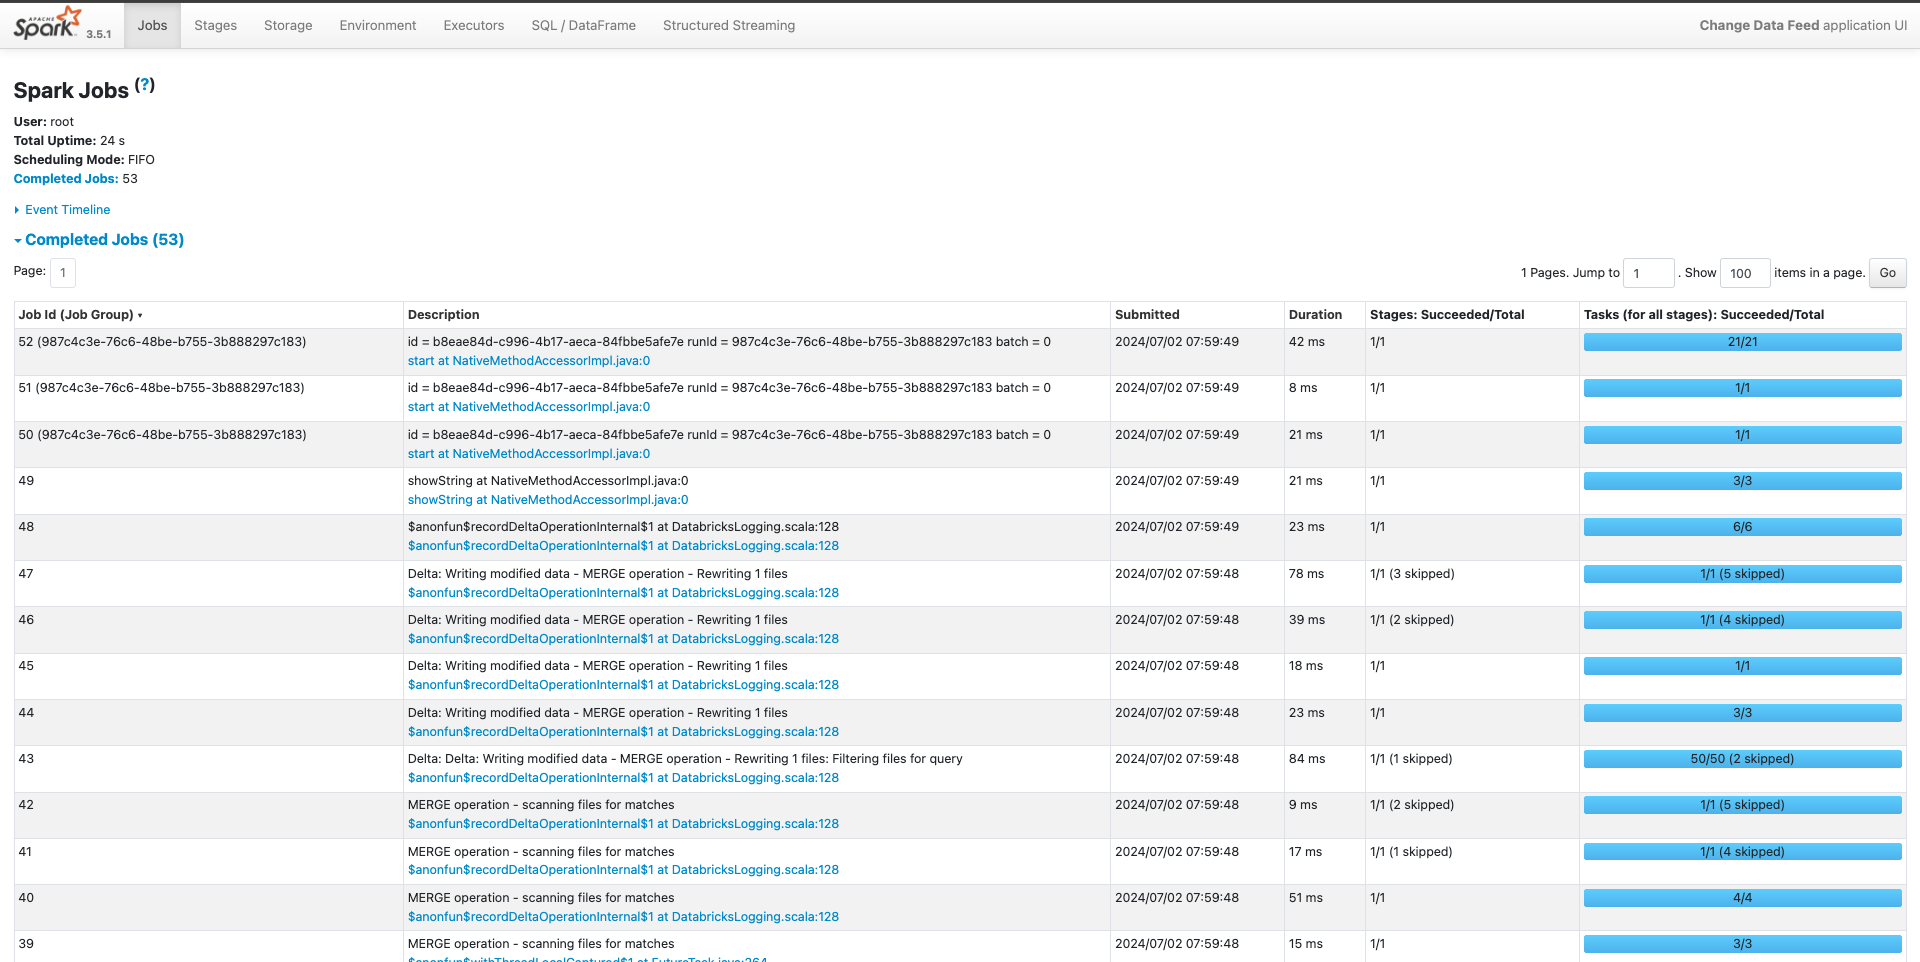 APACHE
Spark 3.5.1 Jobs Stages Storage Environment Executors SQL / DataFrame Structured Streaming Change Data Feed application UI
Spark Jobs (?)
User: root
Total Uptime: 24 s
Scheduling Mode: FIFO
Completed Jobs: 53
Event Timeline
Completed Jobs (53)
Page: 1 1 Pages. Jump to 1 . Show 100 items in a page. Go
Job Id (Job Group) ▾ Description Submitted Duration Stages: Succeeded/Total Tasks (for all stages): Succeeded/Total
52 (987c4c3e-76c6-48be-b755-3b888297c183) id = b8eae84d-c996-4b17-aeca-84fbbe5afe7e runId = 987c4c3e-76c6-48be-b755-3b888297c183 batch = 0 2024/07/02 07:59:49 42 ms 1/1 21/21
start at NativeMethodAccessorImpl.java:0
51 (987c4c3e-76c6-48be-b755-3b888297c183) id = b8eae84d-c996-4b17-aeca-84fbbe5afe7e runId = 987c4c3e-76c6-48be-b755-3b888297c183 batch = 0 2024/07/02 07:59:49 8 ms 1/1 1/1
start at NativeMethodAccessorImpl.java:0
50 (987c4c3e-76c6-48be-b755-3b888297c183) id = b8eae84d-c996-4b17-aeca-84fbbe5afe7e runId = 987c4c3e-76c6-48be-b755-3b888297c183 batch = 0 2024/07/02 07:59:49 21 ms 1/1 1/1
start at NativeMethodAccessorImpl.java:0
49 showString at NativeMethodAccessorImpl.java:0 2024/07/02 07:59:49 21 ms 1/1 3/3
showString at NativeMethodAccessorImpl.java:0
48 $anonfun$recordDeltaOperationInternal$1 at DatabricksLogging.scala:128 2024/07/02 07:59:49 23 ms 1/1 6/6
$anonfun$recordDeltaOperationInternal$1 at DatabricksLogging.scala:128
47 Delta: Writing modified data - MERGE operation - Rewriting 1 files 2024/07/02 07:59:48 78 ms 1/1 (3 skipped) 1/1 (5 skipped)
$anonfun$recordDeltaOperationInternal$1 at DatabricksLogging.scala:128
46 Delta: Writing modified data - MERGE operation - Rewriting 1 files 2024/07/02 07:59:48 39 ms 1/1 (2 skipped) 1/1 (4 skipped)
$anonfun$recordDeltaOperationInternal$1 at DatabricksLogging.scala:128
45 Delta: Writing modified data - MERGE operation - Rewriting 1 files 2024/07/02 07:59:48 18 ms 1/1 1/1
$anonfun$recordDeltaOperationInternal$1 at DatabricksLogging.scala:128
44 Delta: Writing modified data - MERGE operation - Rewriting 1 files 2024/07/02 07:59:48 23 ms 1/1 3/3
$anonfun$recordDeltaOperationInternal$1 at DatabricksLogging.scala:128
43 Delta: Delta: Writing modified data - MERGE operation - Rewriting 1 files: Filtering files for query 2024/07/02 07:59:48 84 ms 1/1 (1 skipped) 50/50 (2 skipped)
$anonfun$recordDeltaOperationInternal$1 at DatabricksLogging.scala:128
42 MERGE operation - scanning files for matches 2024/07/02 07:59:48 9 ms 1/1 (2 skipped) 1/1 (5 skipped)
$anonfun$recordDeltaOperationInternal$1 at DatabricksLogging.scala:128
41 MERGE operation - scanning files for matches 2024/07/02 07:59:48 17 ms 1/1 (1 skipped) 1/1 (4 skipped)
$anonfun$recordDeltaOperationInternal$1 at DatabricksLogging.scala:128
40 MERGE operation - scanning files for matches 2024/07/02 07:59:48 51 ms 1/1 4/4
$anonfun$recordDeltaOperationInternal$1 at DatabricksLogging.scala:128
39 MERGE operation - scanning files for matches 2024/07/02 07:59:48 15 ms 1/1 3/3
$anonfun$withThreadLocalCaptured$1 at FutureTask.java:264